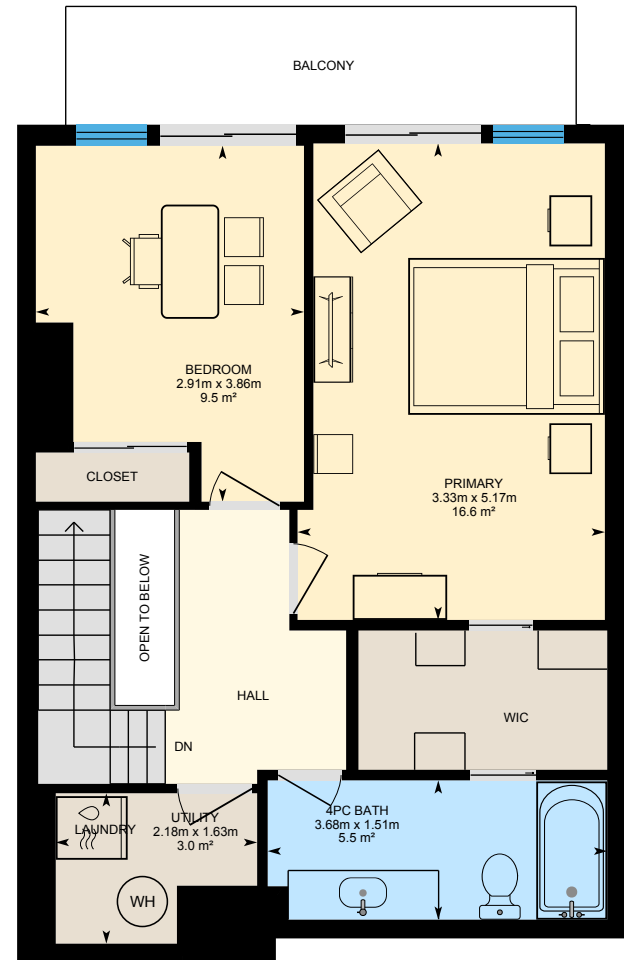 BALCONY
BEDROOM
2.91m x 3.86m
9.5 m²
CLOSET
PRIMARY
3.33m x 5.17m
16.6 m²
OPEN TO BELOW
HALL
WIC
DN
UTILITY
2.18m x 1.63m
3.0 m²
LAUNDRY
4PC BATH
3.68m x 1.51m
5.5 m²
WH